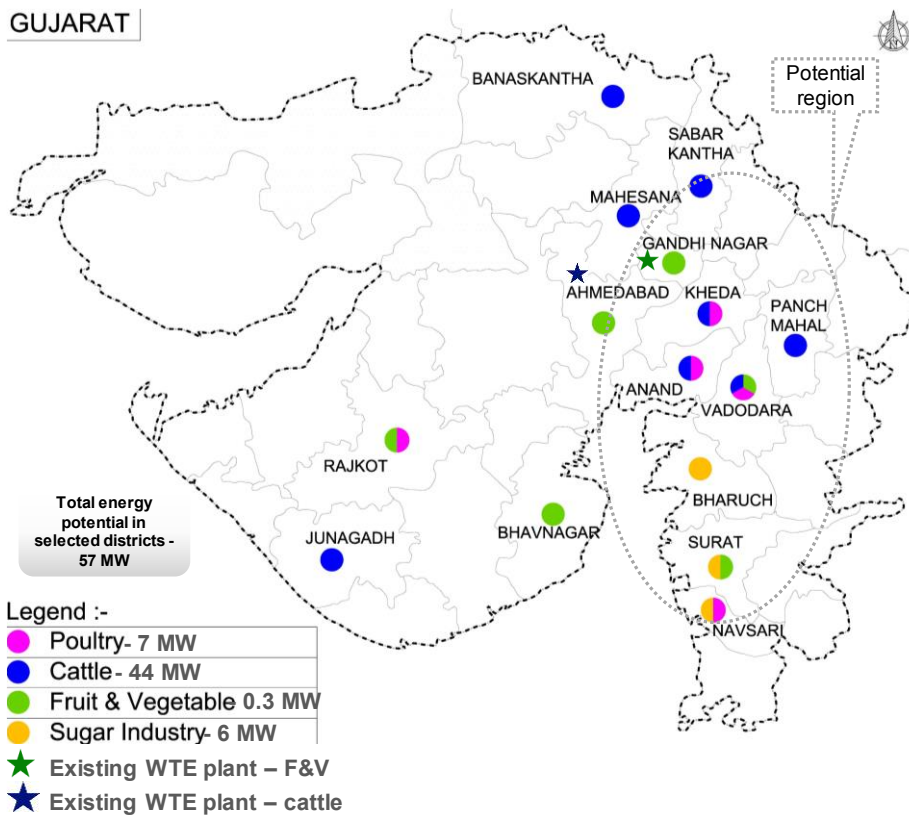 GUJARAT
N
BANASKANTHA
Potential
region
SABAR
KANTHA
MAHESANA
GANDHI NAGAR
AHMEDABAD
KHEDA
PANCH
MAHAL
ANAND
VADODARA
RAJKOT
BHARUCH
Total energy
potential in
selected districts -
57 MW
JUNAGADH
BHAVNAGAR
SURAT
NAVSARI
Legend :-
Poultry- 7 MW
Cattle - 44 MW
Fruit & Vegetable- 0.3 MW
Sugar Industry- 6 MW
Existing WTE plant – F&V
Existing WTE plant – cattle